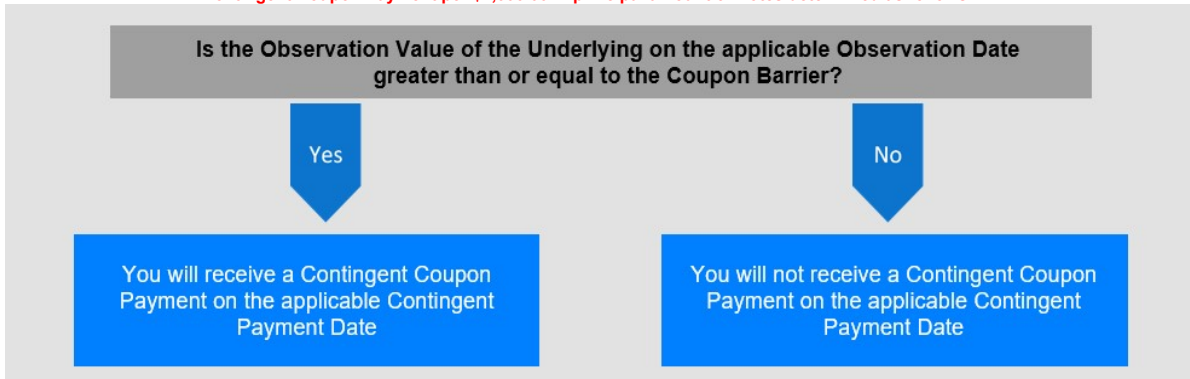 Is the Observation Value of the Underlying on the applicable Observation Date
greater than or equal to the Coupon Barrier?
Yes
No
You will receive a Contingent Coupon
Payment on the applicable Contingent
Payment Date
You will not receive a Contingent Coupon
Payment on the applicable Contingent
Payment Date